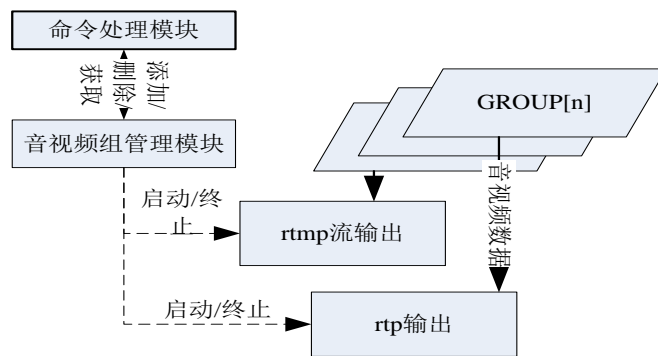 命令处理模块
添加/
删除/
获取
GROUP[n]
音视频组管理模块
音视频数据
启动/终
止
rtmp流输出
启动/终止
rtp输出